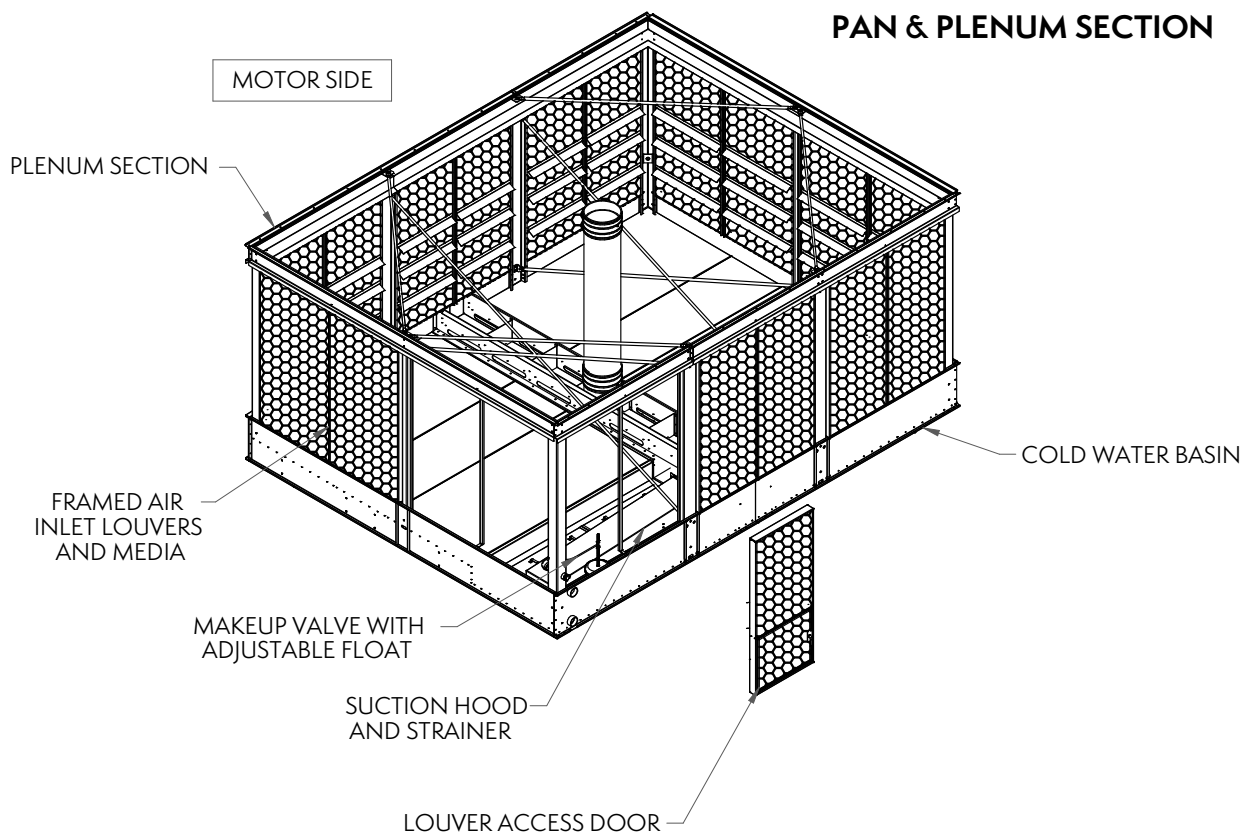 PAN & PLENUM SECTION
MOTOR SIDE
PLENUM SECTION
COLD WATER BASIN
FRAMED AIR
INLET LOUVERS
AND MEDIA
MAKEUP VALVE WITH
ADJUSTABLE FLOAT
SUCTION HOOD
AND STRAINER
LOUVER ACCESS DOOR